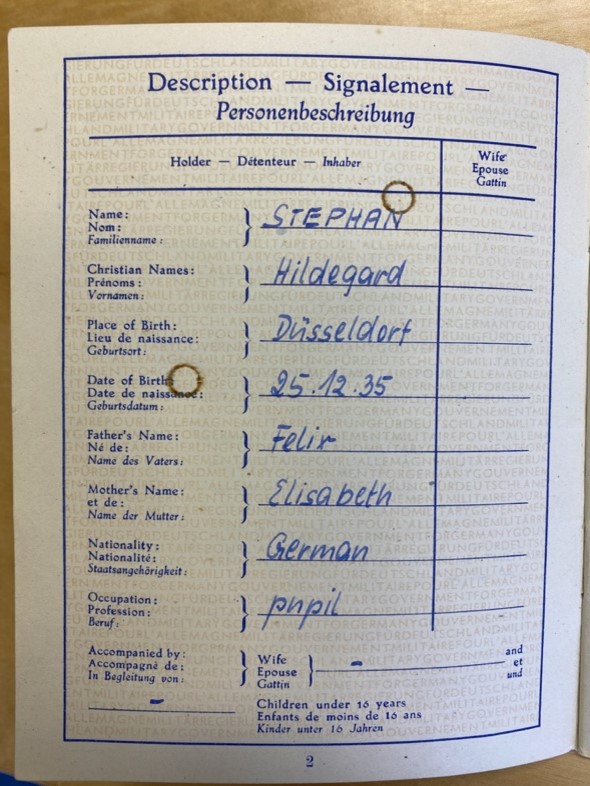 Description — Signalement —
Personenbeschreibung
Holder — Détenteur — Inhaber
Wife
Epouse
Gattin
Name:
Nom:
Familienname:
STEPHAN
Christian Names:
Prénoms:
Vornamen:
Hildegard
Place of Birth:
Lieu de naissance:
Geburtsort:
Düsseldorf
Date of Birth:
Date de naissance:
Geburtsdatum:
25.12.35
Father's Name:
Né de:
Name des Vaters:
Felix
Mother's Name:
et de:
Name der Mutter:
Elisabeth
Nationality:
Nationalité:
Staatsangehörigkeit:
German
Occupation:
Profession:
Beruf:
pupil
Accompanied by:
Accompagné de:
In Begleitung von:
Wife
Epouse
Gattin
-
and
et
und
-
Children under 16 years
Enfants de moins de 16 ans
Kinder unter 16 Jahren
2